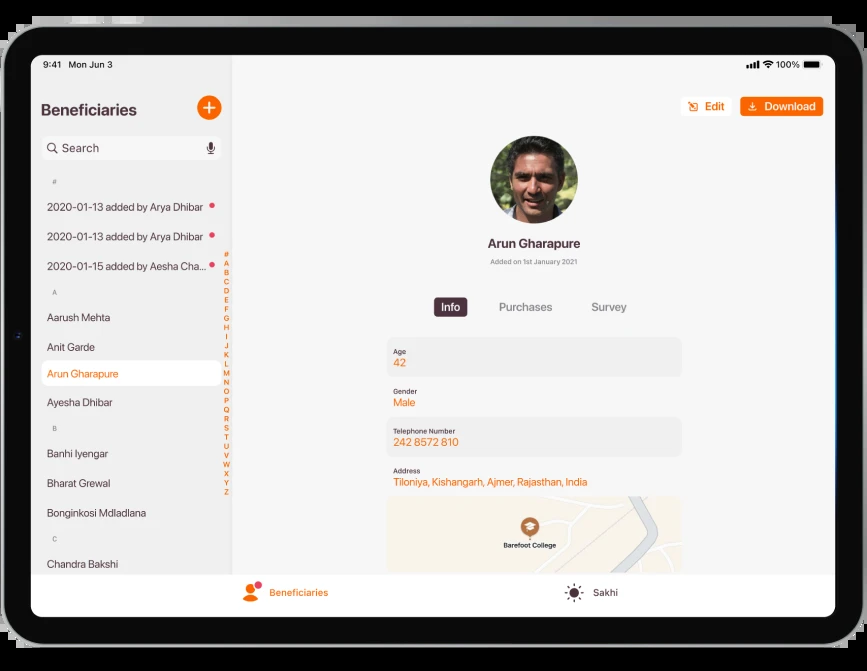 9:41 Mon Jun 3
100%
Beneficiaries
Search
#
2020-01-13 added by Arya Dhibar
2020-01-13 added by Arya Dhibar
2020-01-15 added by Aesha Cha...
A
Aarush Mehta
Anit Garde
Arun Gharapure
Ayesha Dhibar
B
Banhi Iyengar
Bharat Grewal
Bonginkosi Mdladlana
C
Chandra Bakshi
#
A
B
C
D
E
F
G
H
I
J
K
L
M
N
O
P
Q
R
S
T
U
V
W
X
Y
Z
Edit
Download
Arun Gharapure
Added on 1st January 2021
Info Purchases Survey
Age
42
Gender
Male
Telephone Number
242 8572 810
Address
Tiloniya, Kishangarh, Ajmer, Rajasthan, India
Barefoot College
Beneficiaries
Sakhi